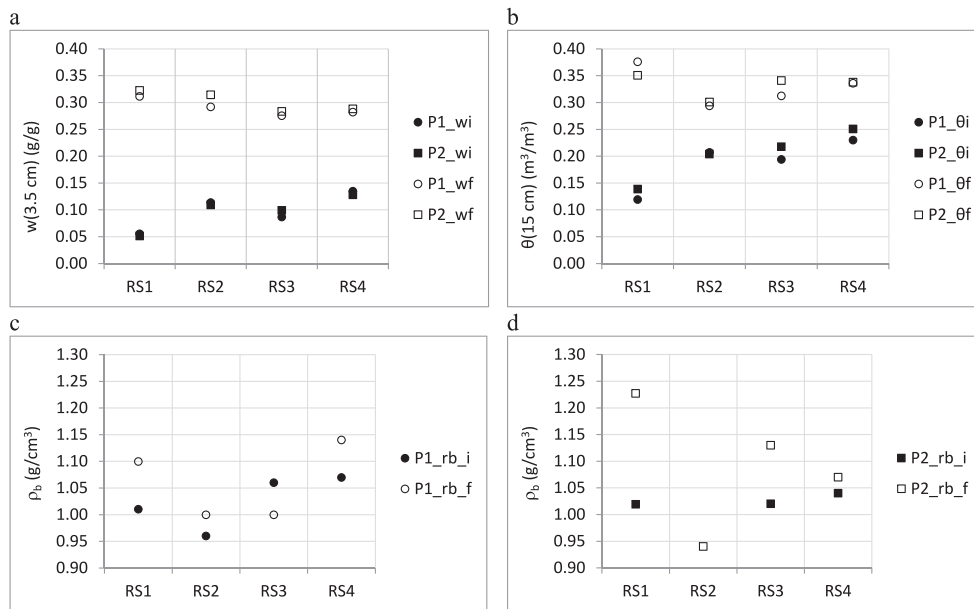 a
w(3.5 cm) (g/g)
0.40
0.35
0.30
0.25
0.20
0.15
0.10
0.05
0.00
RS1 RS2 RS3 RS4
P1_wi
P2_wi
P1_wf
P2_wf
b
θ(15 cm) (m³/m³)
0.40
0.35
0.30
0.25
0.20
0.15
0.10
0.05
0.00
RS1 RS2 RS3 RS4
P1_θi
P2_θi
P1_θf
P2_θf
c
ρb (g/cm³)
1.30
1.25
1.20
1.15
1.10
1.05
1.00
0.95
0.90
RS1 RS2 RS3 RS4
P1_rb_i
P1_rb_f
d
ρb (g/cm³)
1.30
1.25
1.20
1.15
1.10
1.05
1.00
0.95
0.90
RS1 RS2 RS3 RS4
P2_rb_i
P2_rb_f